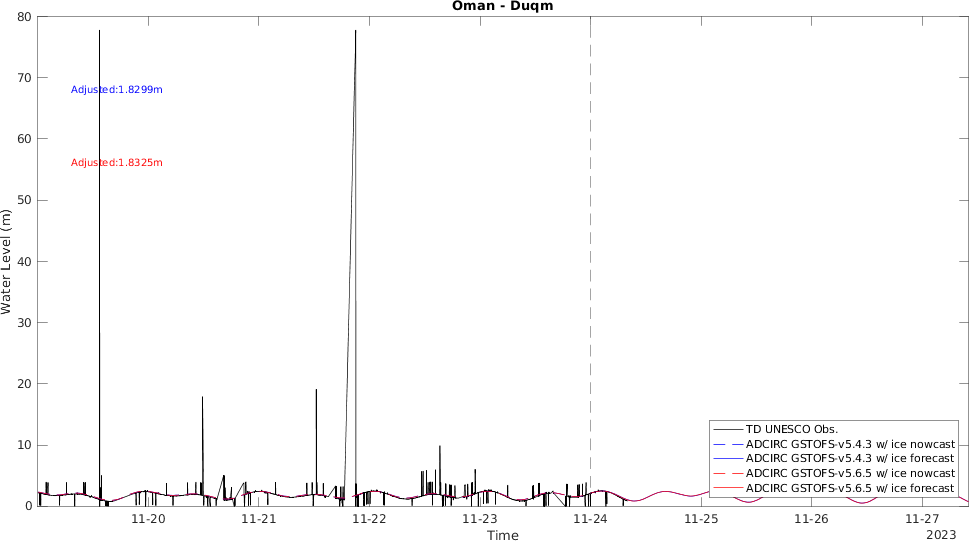 Oman - Duqm
80
70
60
50
40
30
20
10
0
Water Level (m)
Adjusted:1.8299m
Adjusted:1.8325m
TD UNESCO Obs.
ADCIRC GSTOFS-v5.4.3 w/ ice nowcast
ADCIRC GSTOFS-v5.4.3 w/ ice forecast
ADCIRC GSTOFS-v5.6.5 w/ ice nowcast
ADCIRC GSTOFS-v5.6.5 w/ ice forecast
11-20
11-21
11-22
11-23
11-24
11-25
11-26
11-27
Time
2023